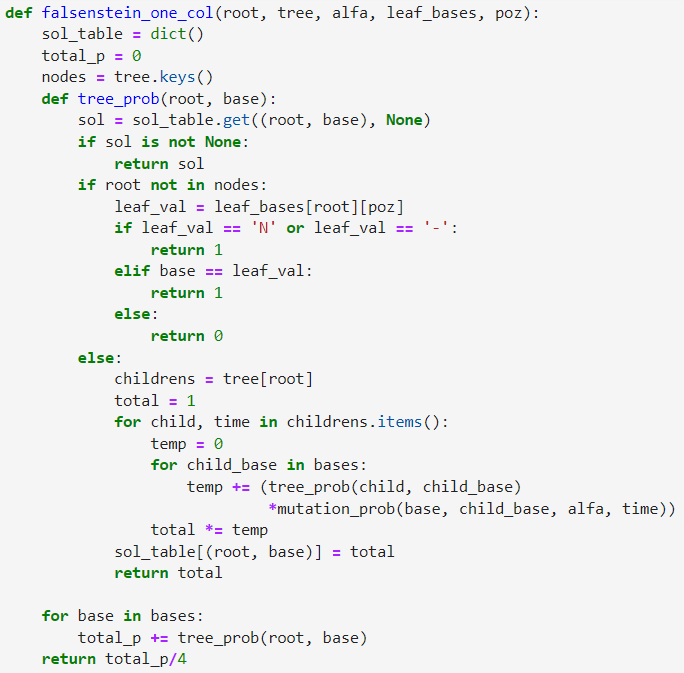 def falsenstein_one_col(root, tree, alfa, leaf_bases, poz):
    sol_table = dict()
    total_p = 0
    nodes = tree.keys()
    def tree_prob(root, base):
        sol = sol_table.get((root, base), None)
        if sol is not None:
            return sol
        if root not in nodes:
            leaf_val = leaf_bases[root][poz]
            if leaf_val == 'N' or leaf_val == '-':
                return 1
            elif base == leaf_val:
                return 1
            else:
                return 0
        else:
            childrens = tree[root]
            total = 1
            for child, time in childrens.items():
                temp = 0
                for child_base in bases:
                    temp += (tree_prob(child, child_base)
                             *mutation_prob(base, child_base, alfa, time))
                total *= temp
            sol_table[(root, base)] = total
            return total

    for base in bases:
        total_p += tree_prob(root, base)
    return total_p/4